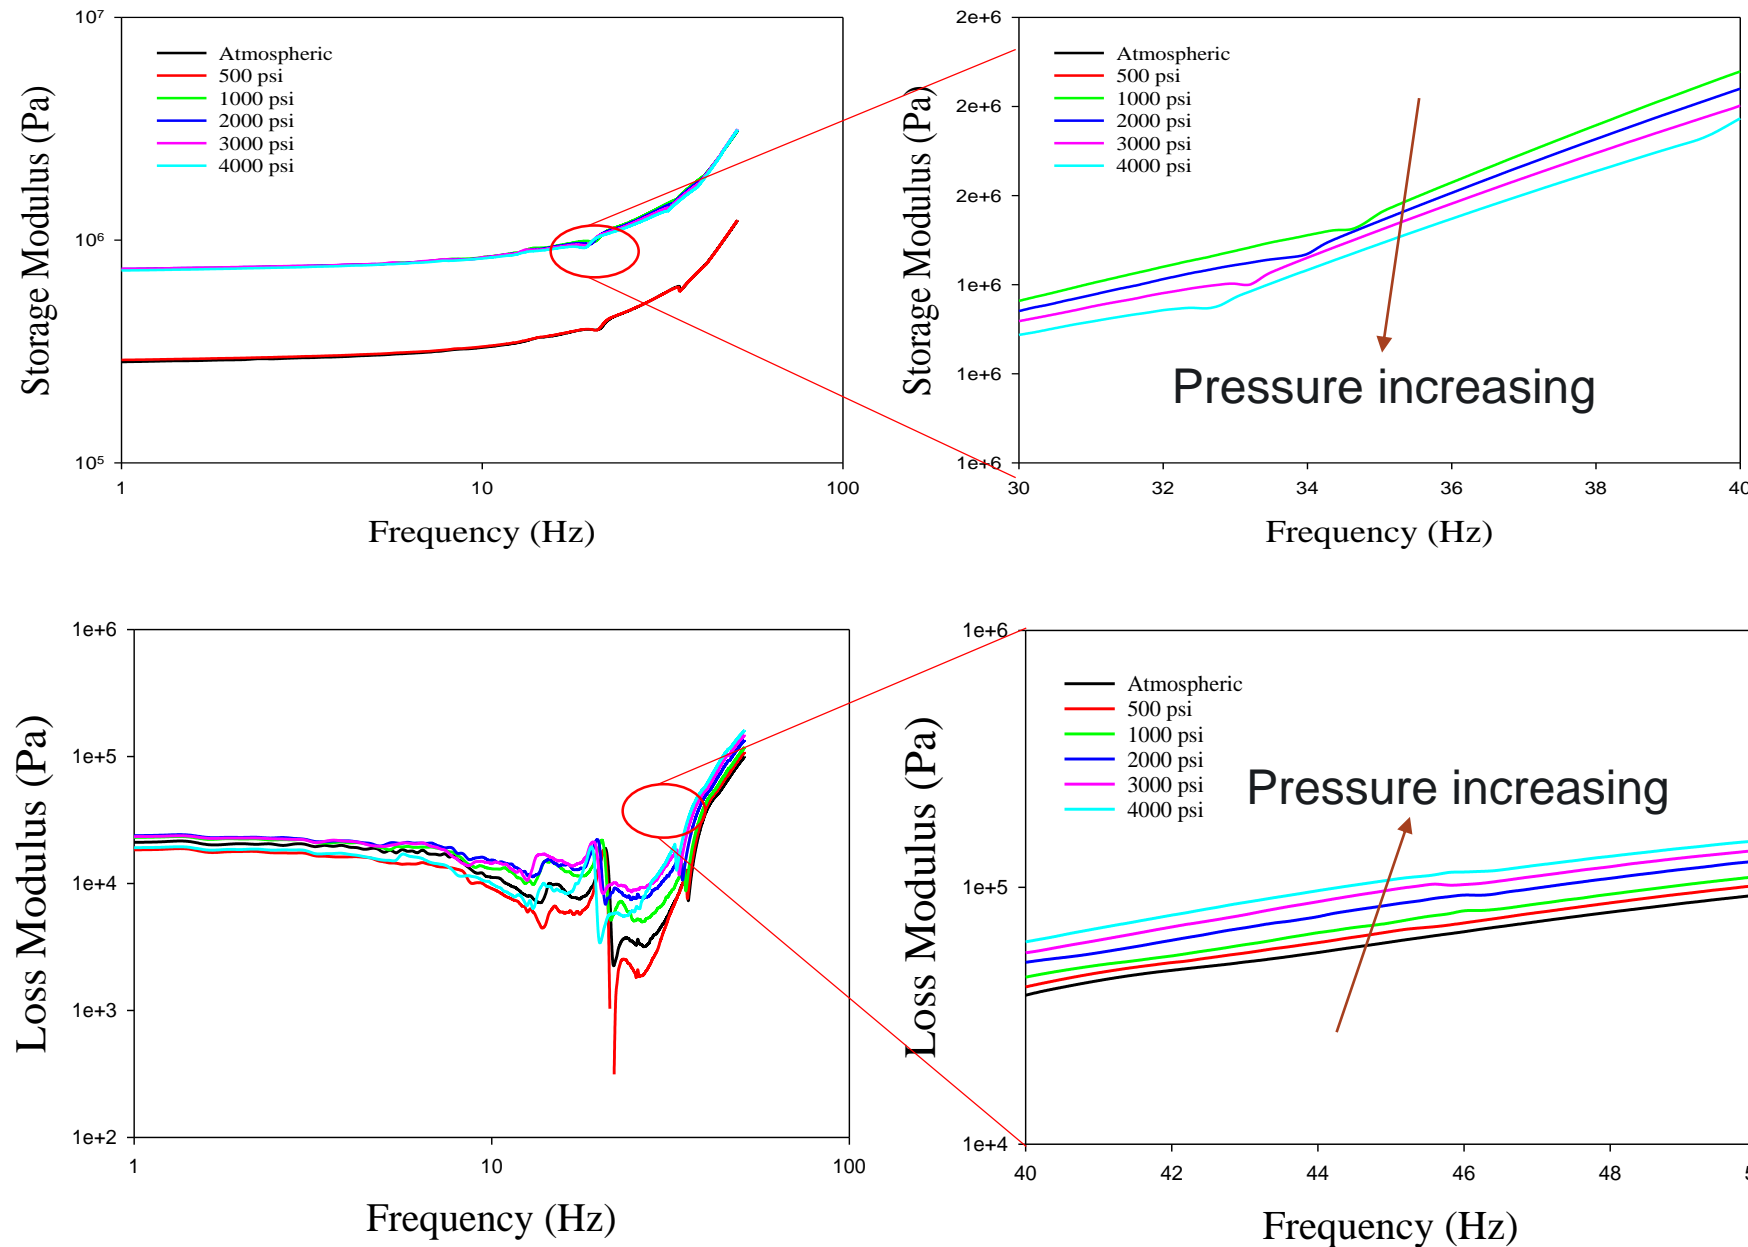 10⁷
10⁶
10⁵
Storage Modulus (Pa)
Atmospheric
500 psi
1000 psi
2000 psi
3000 psi
4000 psi
1
10
100
Frequency (Hz)
2e+6
2e+6
2e+6
1e+6
1e+6
1e+6
Storage Modulus (Pa)
Atmospheric
500 psi
1000 psi
2000 psi
3000 psi
4000 psi
Pressure increasing
30
32
34
36
38
40
Frequency (Hz)
1e+6
1e+5
1e+4
1e+3
1e+2
Loss Modulus (Pa)
1
10
100
Frequency (Hz)
1e+6
1e+5
1e+4
Loss Modulus (Pa)
Atmospheric
500 psi
1000 psi
2000 psi
3000 psi
4000 psi
Pressure increasing
40
42
44
46
48
Frequency (Hz)